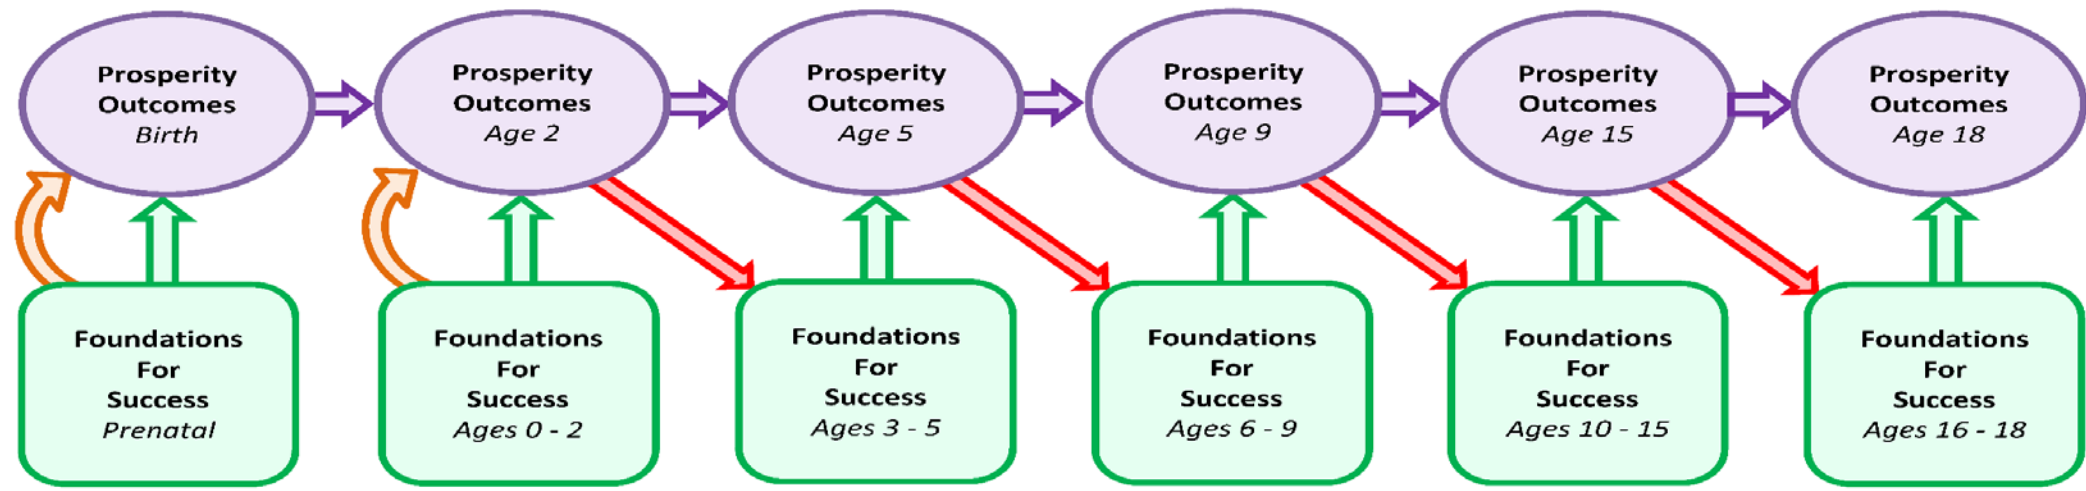 Prosperity
Outcomes
Birth
Prosperity
Outcomes
Age 2
Prosperity
Outcomes
Age 5
Prosperity
Outcomes
Age 9
Prosperity
Outcomes
Age 15
Prosperity
Outcomes
Age 18
Foundations
For
Success
Prenatal
Foundations
For
Success
Ages 0 - 2
Foundations
For
Success
Ages 3 - 5
Foundations
For
Success
Ages 6 - 9
Foundations
For
Success
Ages 10 - 15
Foundations
For
Success
Ages 16 - 18